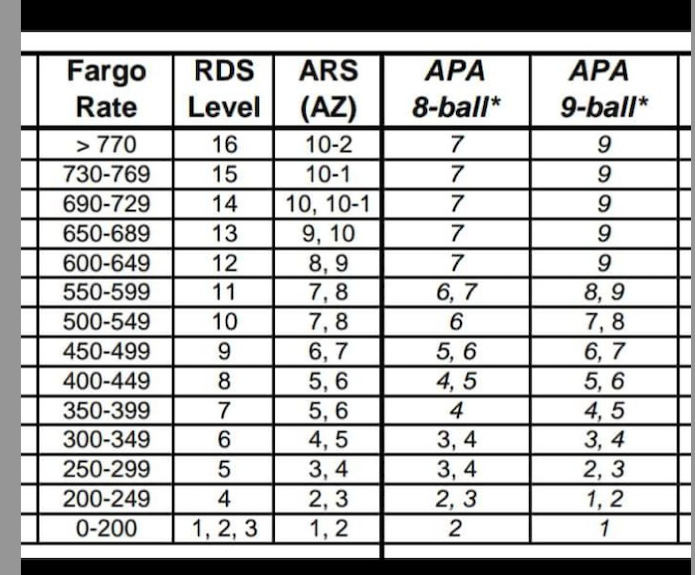 Fargo Rate RDS Level ARS (AZ) APA 8-ball* APA 9-ball*
> 770 16 10-2 7 9
730-769 15 10-1 7 9
690-729 14 10, 10-1 7 9
650-689 13 9, 10 7 9
600-649 12 8, 9 7 9
550-599 11 7, 8 6, 7 8, 9
500-549 10 7, 8 6 7, 8
450-499 9 6, 7 5, 6 6, 7
400-449 8 5, 6 4, 5 5, 6
350-399 7 5, 6 4 4, 5
300-349 6 4, 5 3, 4 3, 4
250-299 5 3, 4 3, 4 2, 3
200-249 4 2, 3 2, 3 1, 2
0-200 1, 2, 3 1, 2 2 1